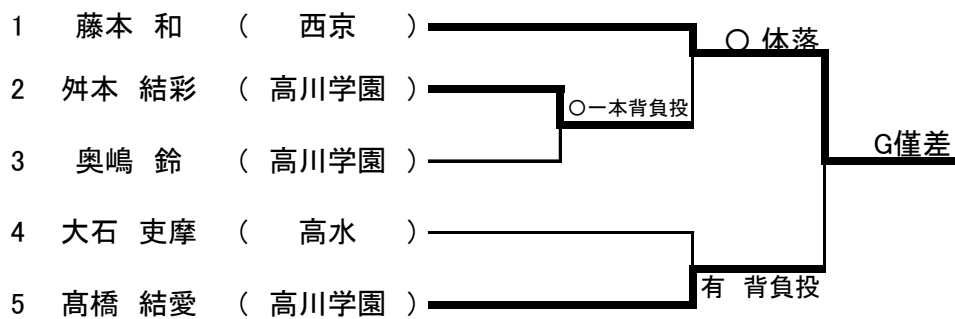 1 藤本 和 ( 西京 )
○ 体落
2 舛本 結彩 ( 高川学園 )
○一本背負投
G僅差
3 奥嶋 鈴 ( 高川学園 )
4 大石 吏摩 ( 高水 )
有 背負投
5 髙橋 結愛 ( 高川学園 )